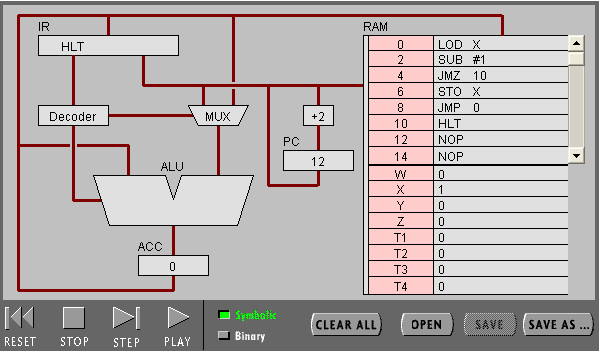 IR
HLT
Decoder
MUX
+2
PC
12
ALU
ACC
0
RAM
0 LOD X
2 SUB #1
4 JMZ 10
6 STO X
8 JMP 0
10 HLT
12 NOP
14 NOP
W 0
X 1
Y 0
Z 0
T1 0
T2 0
T3 0
T4 0
RESET STOP STEP PLAY
Symbolic
Binary
CLEAR ALL OPEN SAVE SAVE AS ...